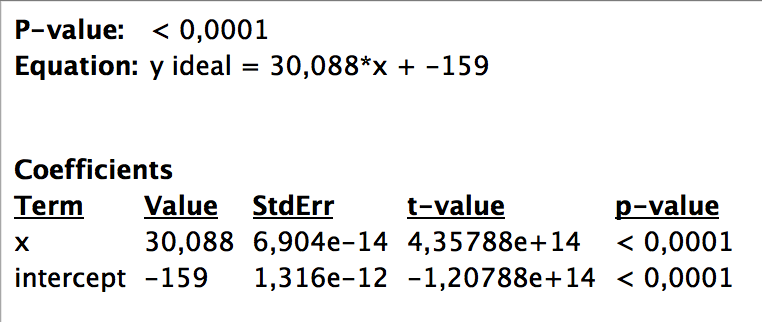 P-value: < 0,0001
Equation: y ideal = 30,088*x + -159
Coefficients
Term Value StdErr t-value p-value
x 30,088 6,904e-14 4,35788e+14 < 0,0001
intercept -159 1,316e-12 -1,20788e+14 < 0,0001